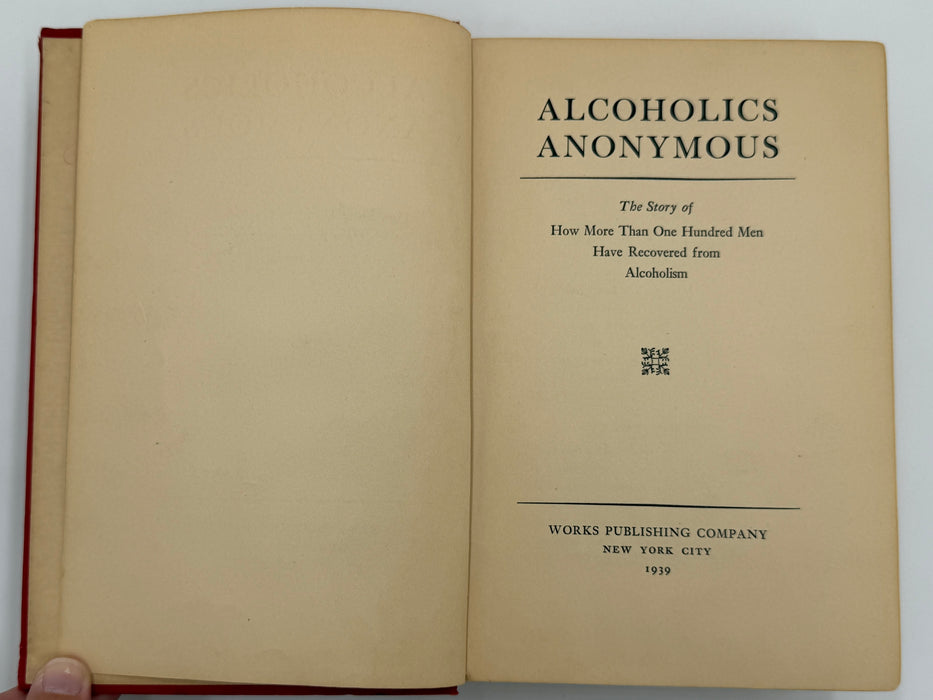 ALCOHOLICS
ANONYMOUS
The Story of
How More Than One Hundred Men
Have Recovered from
Alcoholism
WORKS PUBLISHING COMPANY
NEW YORK CITY
1939